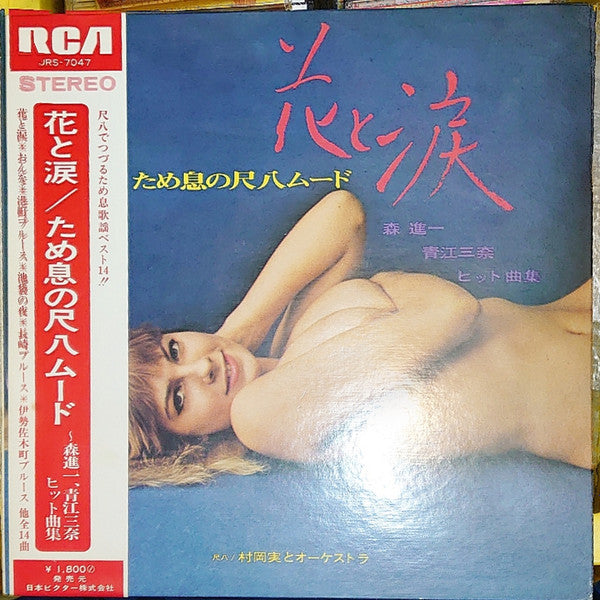 RCA
JRS-7047
STEREO
花と涙/ため息の尺八ムード
~森進一、青江三奈
ヒット曲集
尺八でつづるため息歌謡ベスト14!!
花と涙*おんな*港町ブルース*池袋の夜*長崎ブルース*伊勢佐木町ブルース 他全14曲
¥1,800
発売元
日本ビクター株式会社
花と涙
ため息の尺八ムード
森 進一
青江三奈
ヒット曲集
尺八/村岡実とオーケストラ